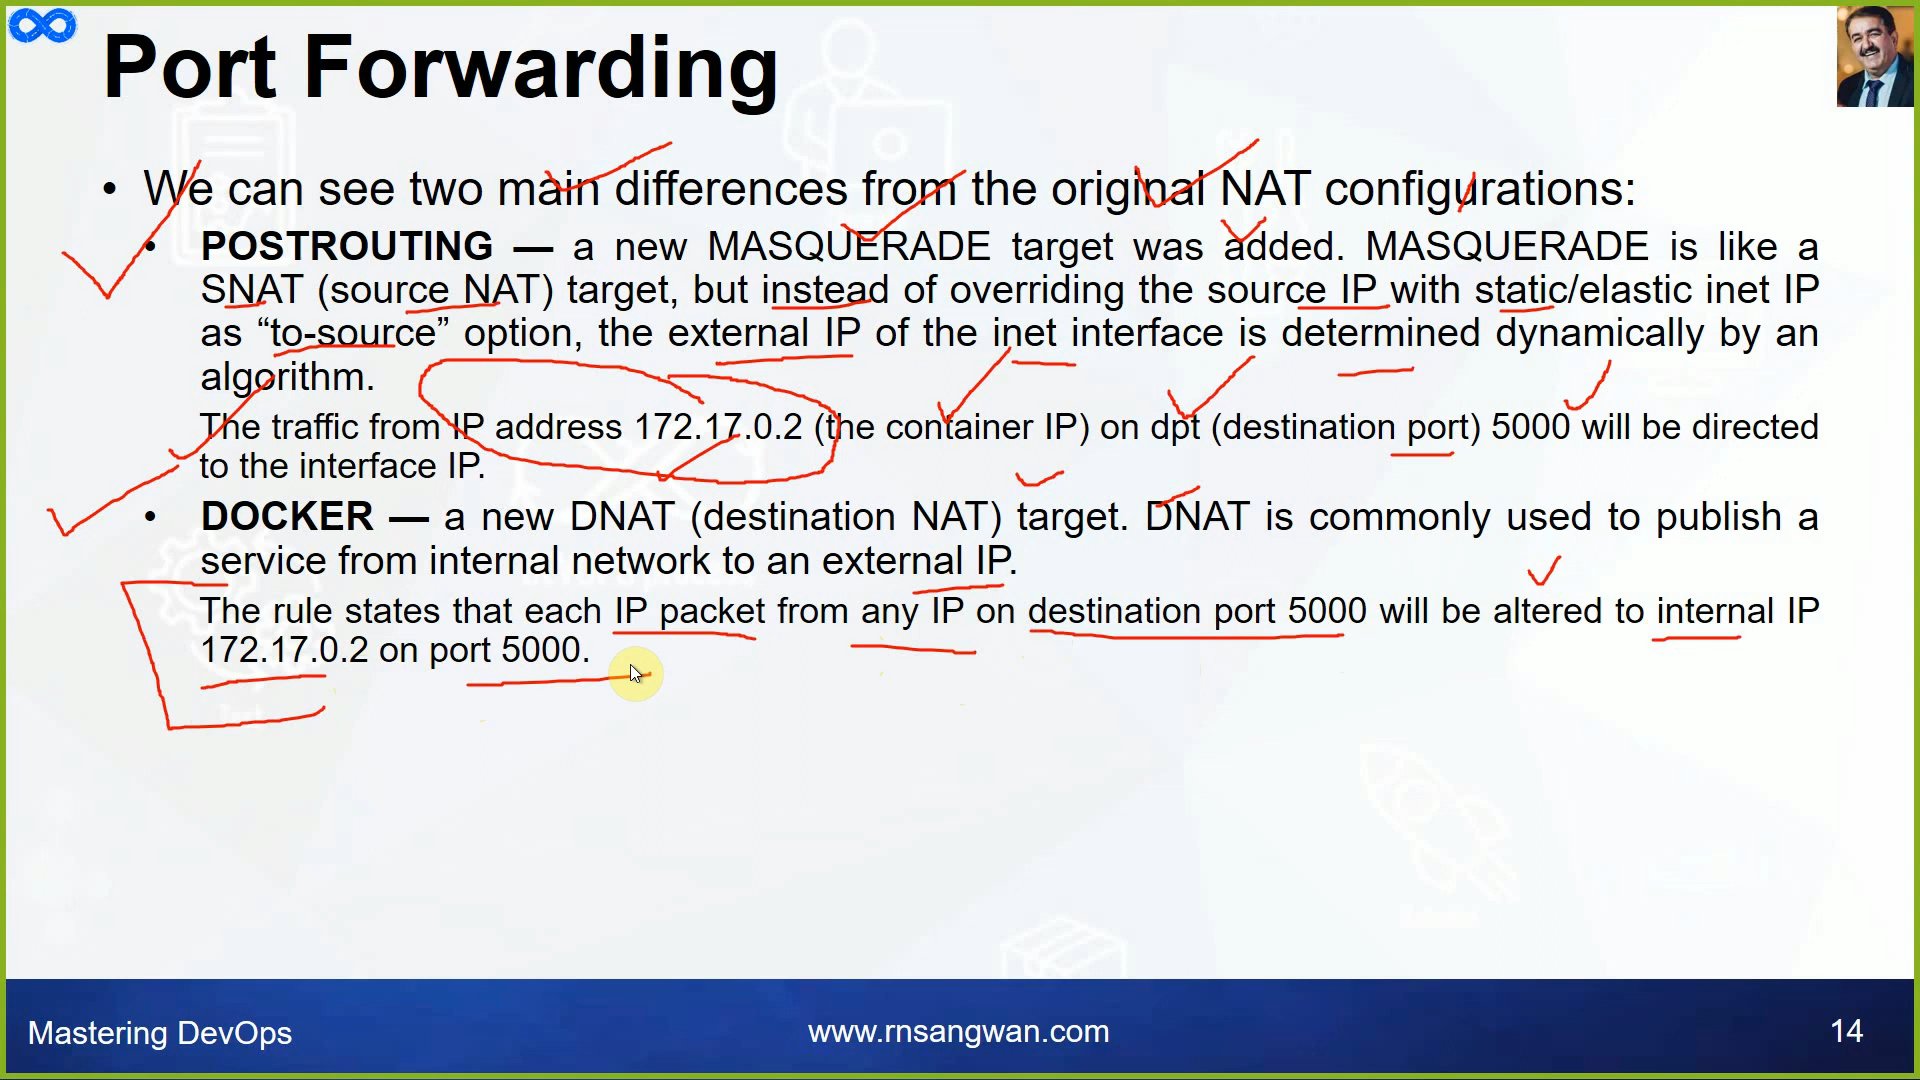 Port Forwarding
• We can see two main differences from the original NAT configurations:
• POSTROUTING — a new MASQUERADE target was added. MASQUERADE is like a
SNAT (source NAT) target, but instead of overriding the source IP with static/elastic inet IP
as “to-source” option, the external IP of the inet interface is determined dynamically by an
algorithm.
The traffic from IP address 172.17.0.2 (the container IP) on dpt (destination port) 5000 will be directed
to the interface IP.
• DOCKER — a new DNAT (destination NAT) target. DNAT is commonly used to publish a
service from internal network to an external IP.
The rule states that each IP packet from any IP on destination port 5000 will be altered to internal IP
172.17.0.2 on port 5000.
Mastering DevOps
www.rnsangwan.com
14